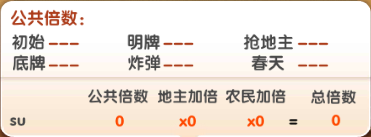 公共倍数:
初始 --- 明牌 --- 抢地主 ---
底牌 --- 炸弹 --- 春天 ---
公共倍数 地主加倍 农民加倍 总倍数
su 0 x0 x0 = 0